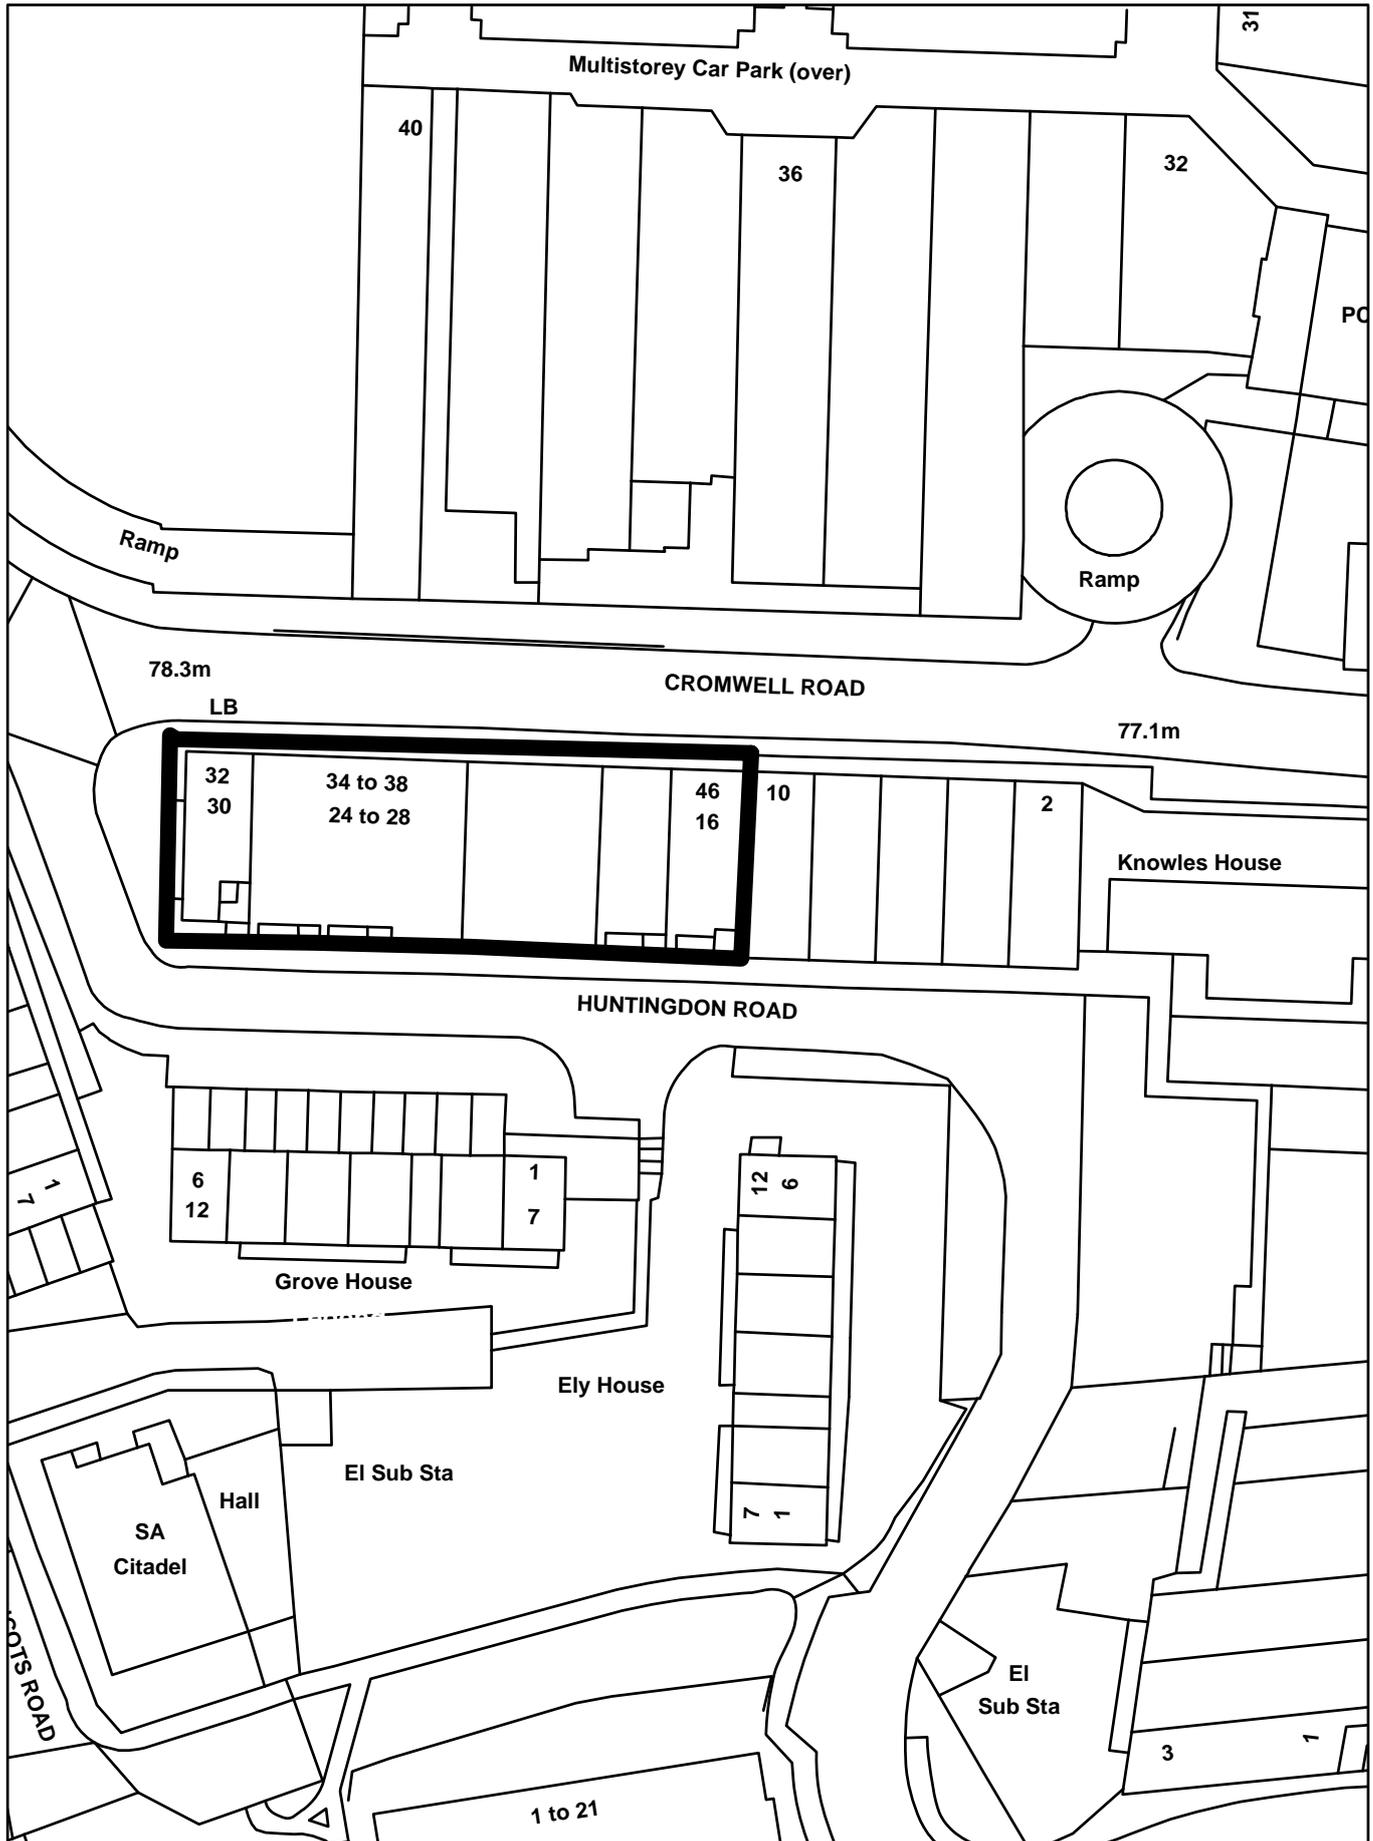 31
Multistorey Car Park (over)
40
36
32
Ramp
Ramp
78.3m
CROMWELL ROAD
LB
77.1m
32
30
34 to 38
24 to 28
46
16
10
2
Knowles House
HUNTINGDON ROAD
1
7
6
12
1
7
12
6
Grove House
Ely House
El Sub Sta
7
1
Hall
SA
Citadel
ROAD
El
Sub Sta
3
1
1 to 21